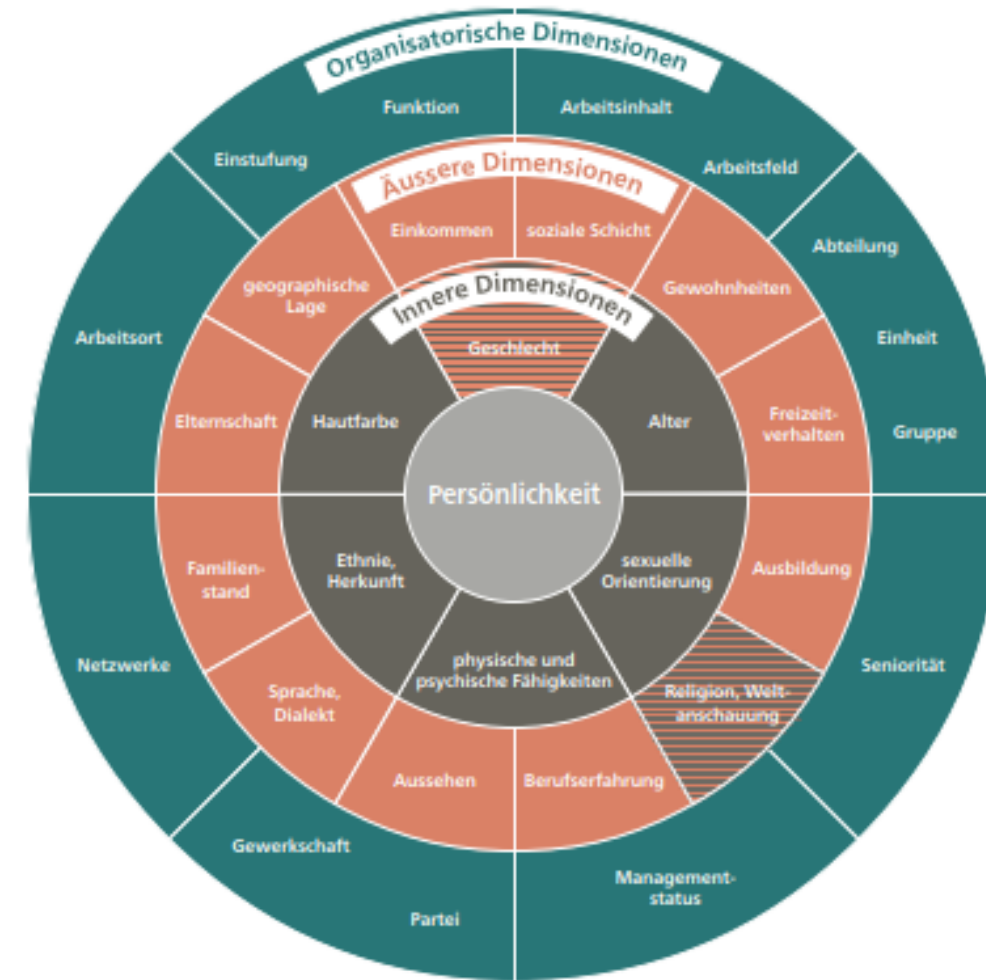 Organisatorische Dimensionen
Funktion
Arbeitsinhalt
Einstufung
Arbeitsfeld
Äussere Dimensionen
Einkommen
soziale Schicht
Abteilung
geographische
Lage
Gewohnheiten
Innere Dimensionen
Arbeitsort
Geschlecht
Einheit
Elternschaft
Hautfarbe
Alter
Freizeit-
verhalten
Gruppe
Persönlichkeit
Familien-
stand
Ethnie,
Herkunft
sexuelle
Orientierung
Ausbildung
Netzwerke
physische und
psychische Fähigkeiten
Seniorität
Sprache,
Dialekt
Religion, Welt-
anschauung
Aussehen
Berufserfahrung
Gewerkschaft
Management-
status
Partei